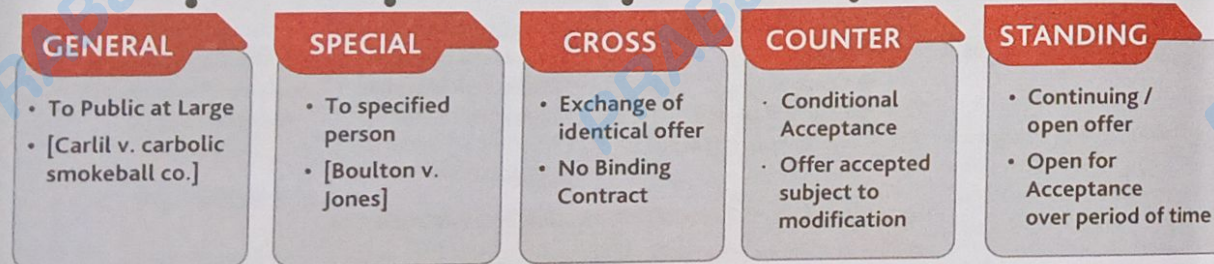 GENERAL
• To Public at Large
• [Carlil v. carbolic
smokeball co.]
SPECIAL
• To specified
person
• [Boulton v.
Jones]
CROSS
• Exchange of
identical offer
• No Binding
Contract
COUNTER
· Conditional
Acceptance
· Offer accepted
subject to
modification
STANDING
• Continuing /
open offer
• Open for
Acceptance
over period of time